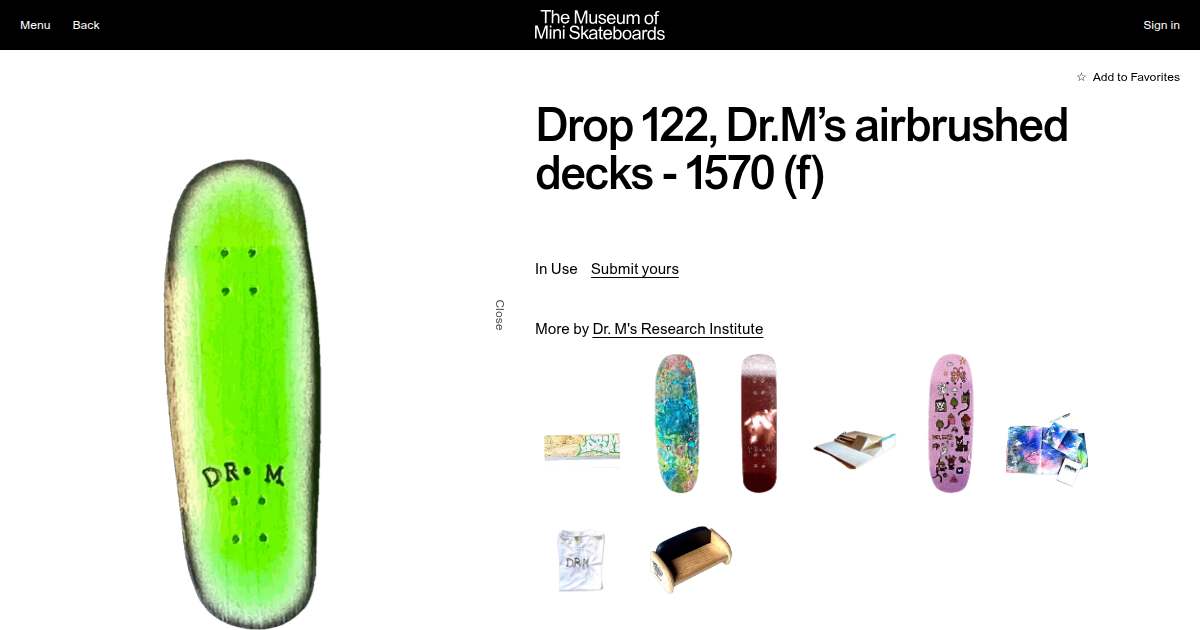 Menu
Back
The Museum of
Mini Skateboards
Sign in
☆ Add to Favorites
Drop 122, Dr.M’s airbrushed
decks - 1570 (f)
In Use
Submit yours
Close
More by Dr. M's Research Institute
DR• M
DR M